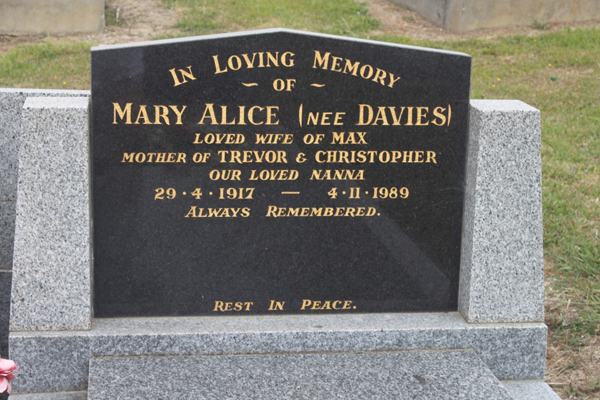 In Loving Memory
~ OF ~
MARY ALICE (NEE DAVIES)
LOVED WIFE OF MAX
MOTHER OF TREVOR & CHRISTOPHER
OUR LOVED NANNA
29·4·1917 — 4·11·1989
ALWAYS REMEMBERED.
REST IN PEACE.